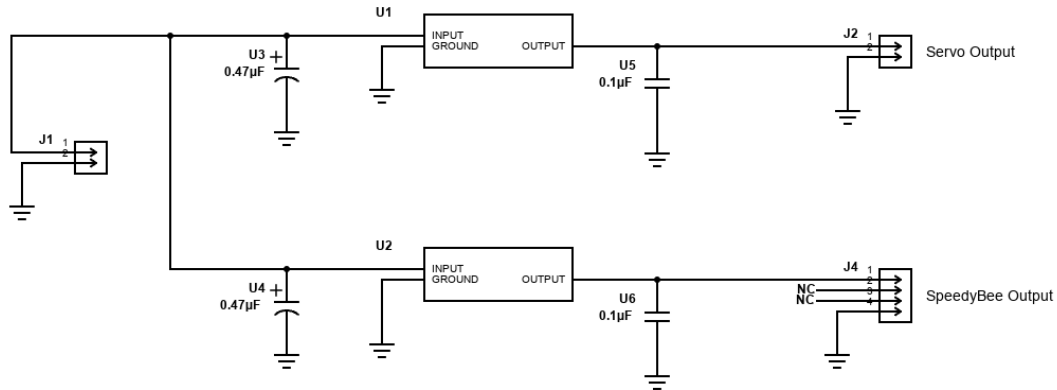 U1
J2
1
2
INPUT
GROUND
OUTPUT
U3
+
0.47µF
U5
0.1µF
Servo Output
J1
1
2
U2
J4
1
2
3
4
INPUT
GROUND
OUTPUT
NC
NC
U4
+
0.47µF
U6
0.1µF
SpeedyBee Output